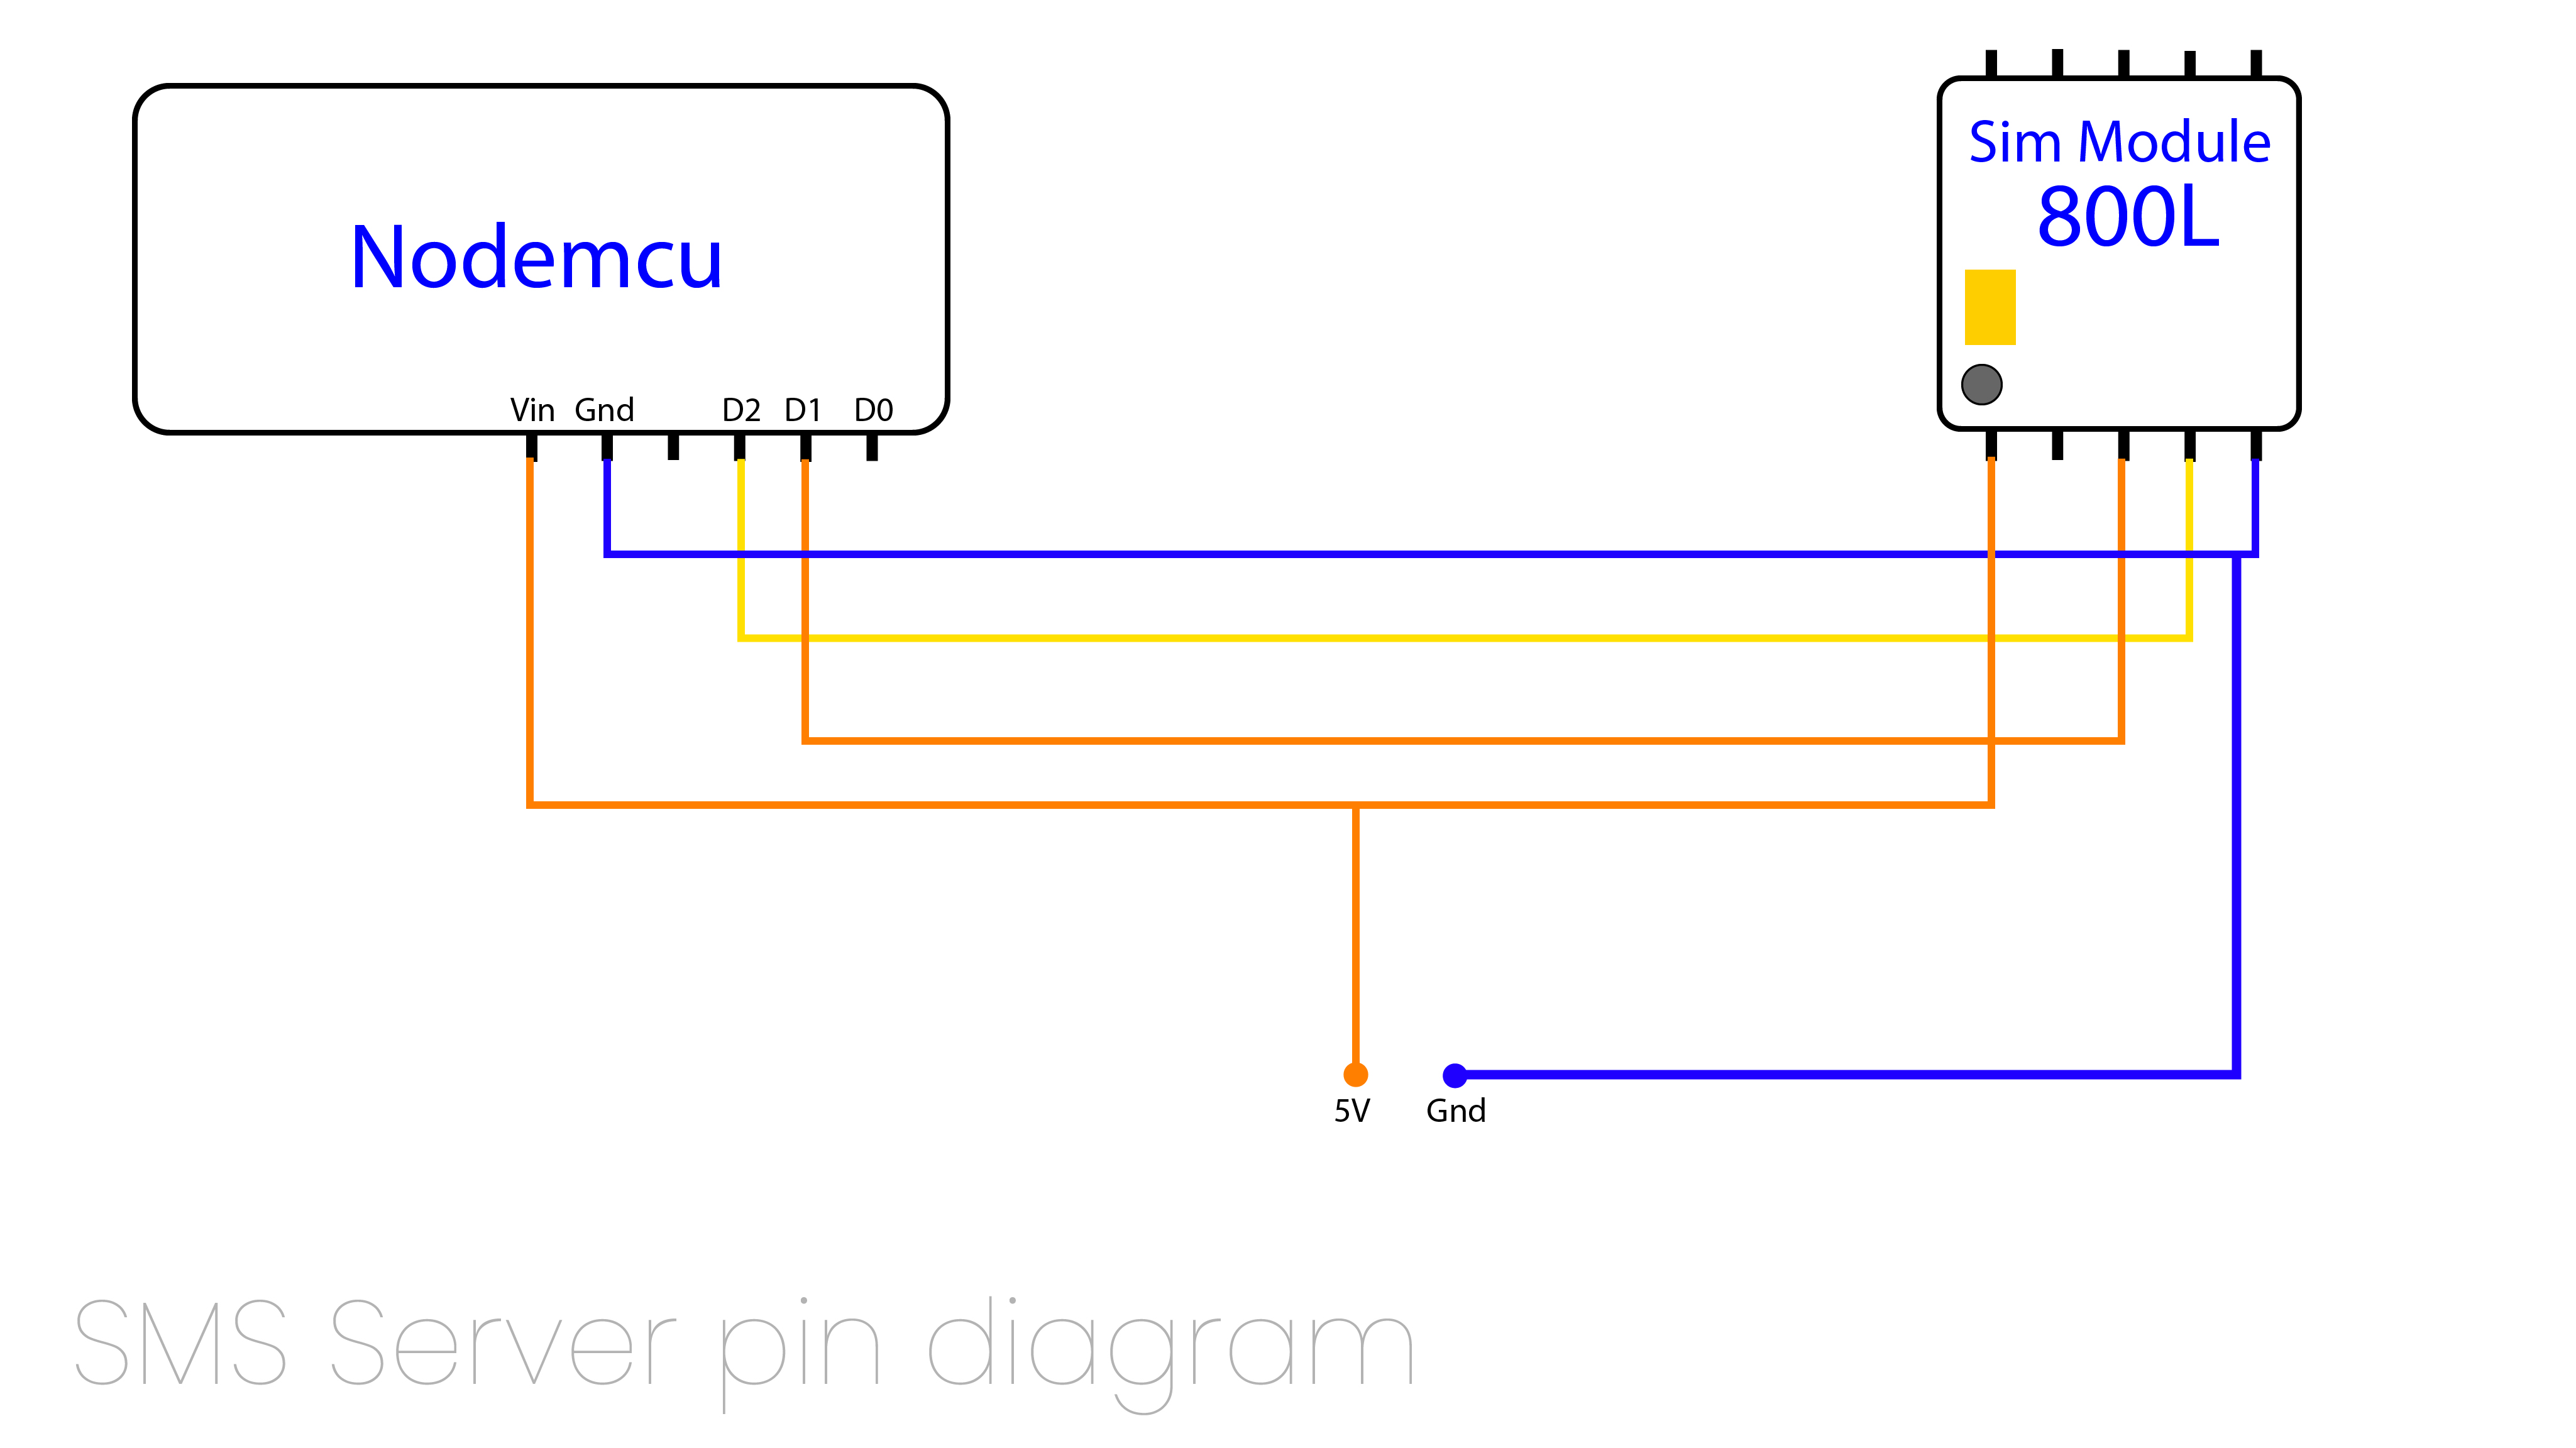 Nodemcu
Vin Gnd D2 D1 D0
Sim Module
800L
5V Gnd
SMS Server pin diagram